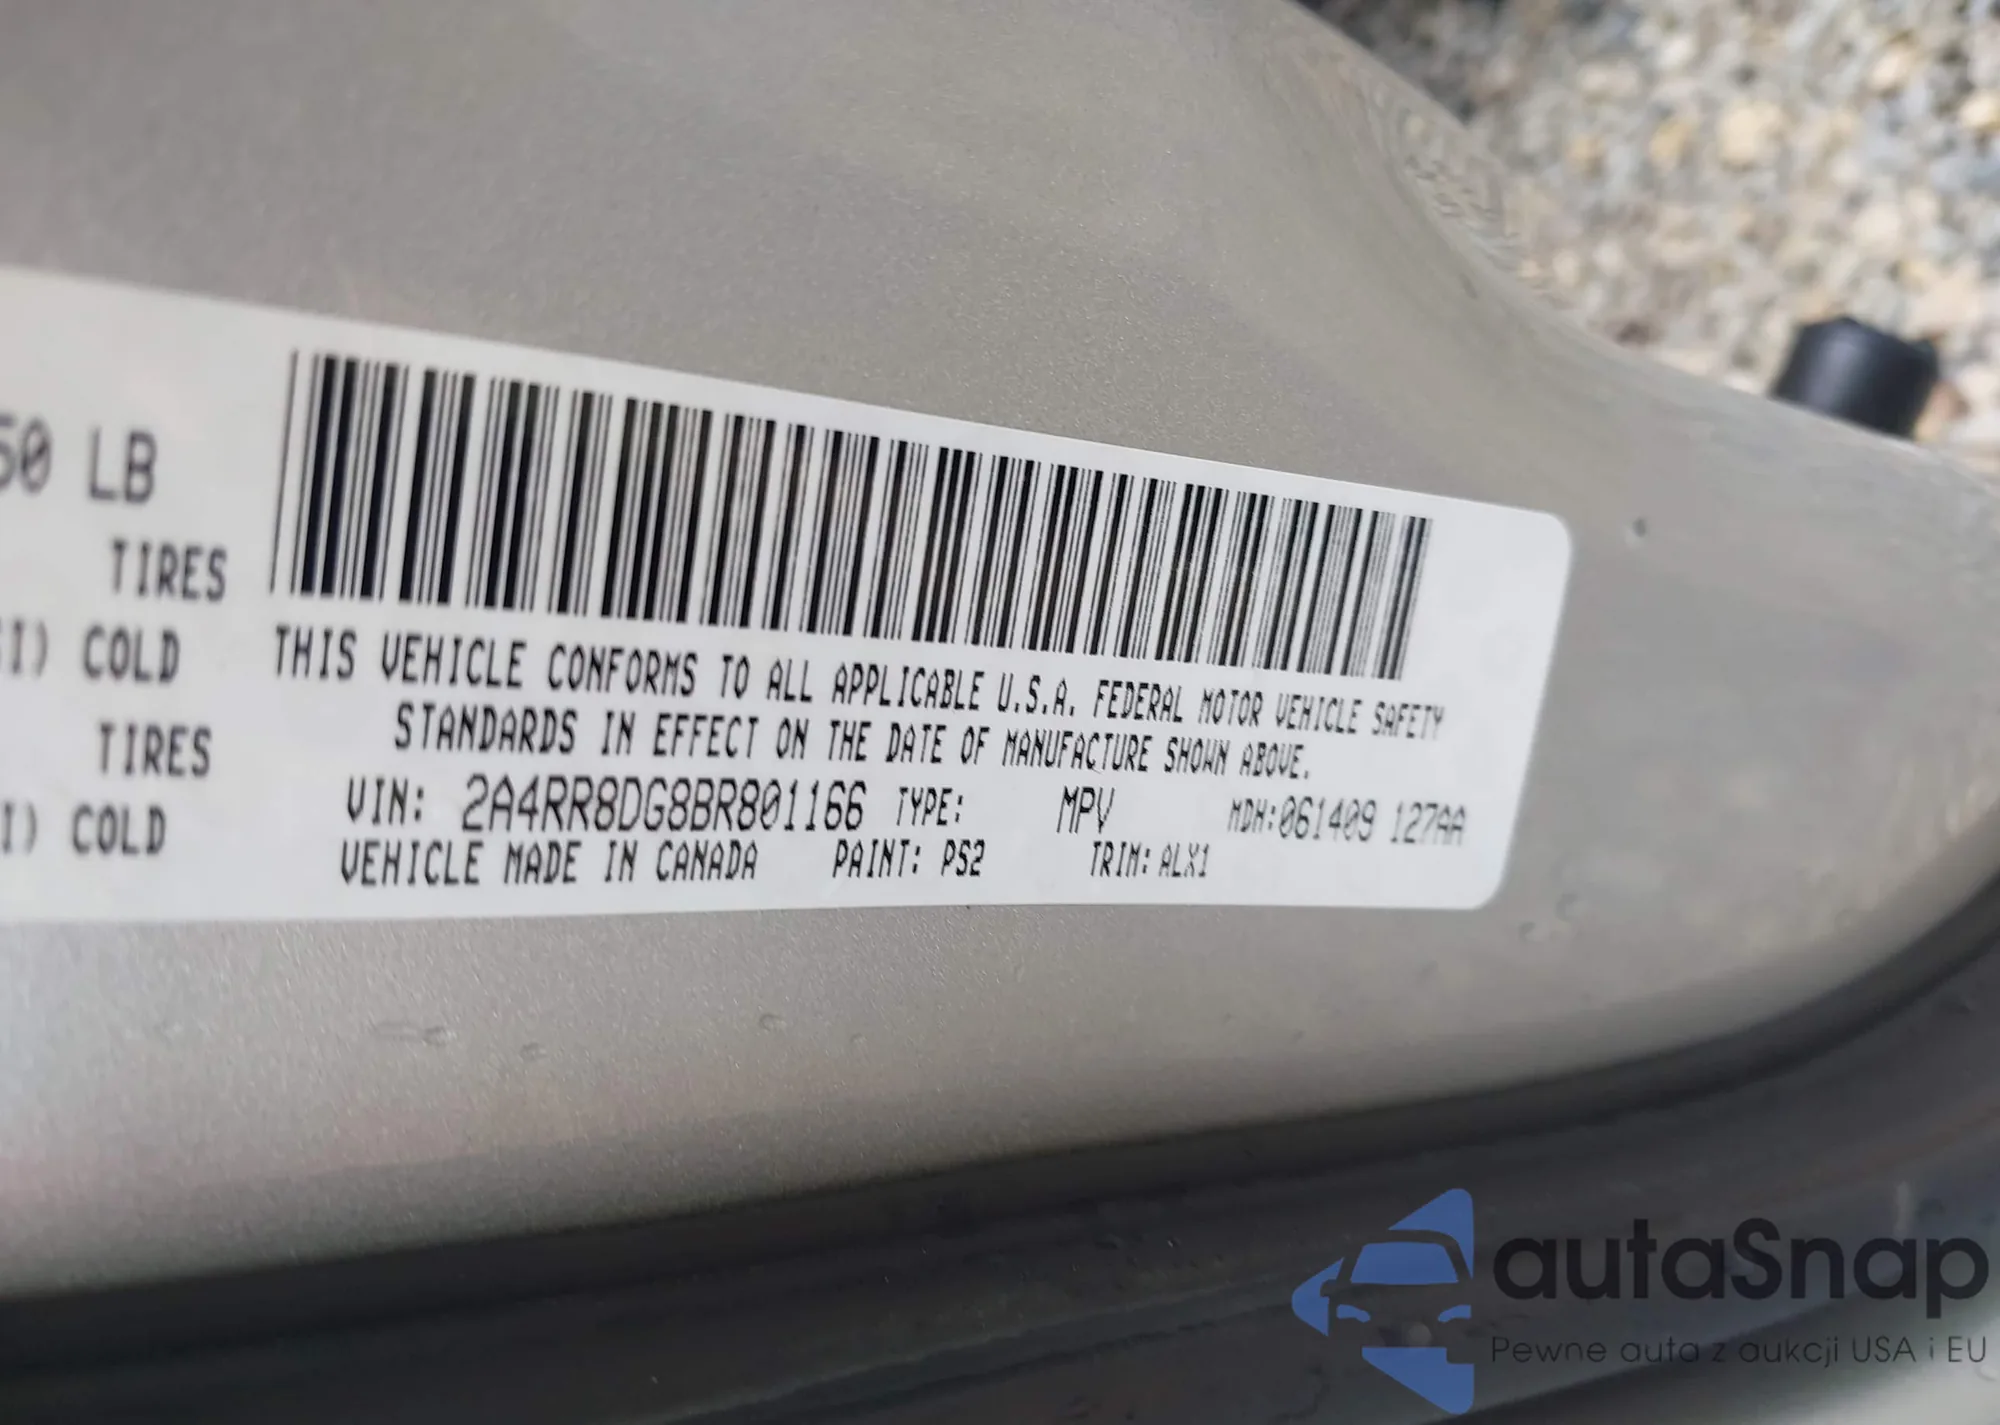 50 LB
TIRES
I) COLD
TIRES
I) COLD
THIS VEHICLE CONFORMS TO ALL APPLICABLE U.S.A. FEDERAL MOTOR VEHICLE SAFETY
STANDARDS IN EFFECT ON THE DATE OF MANUFACTURE SHOWN ABOVE.
VIN: 2A4RR8DG8BR801166 TYPE: MPV MDH:061409 127AA
VEHICLE MADE IN CANADA PAINT: PS2 TRIM: ALX1
autaSnap
Pewne auta z aukcji USA i EU